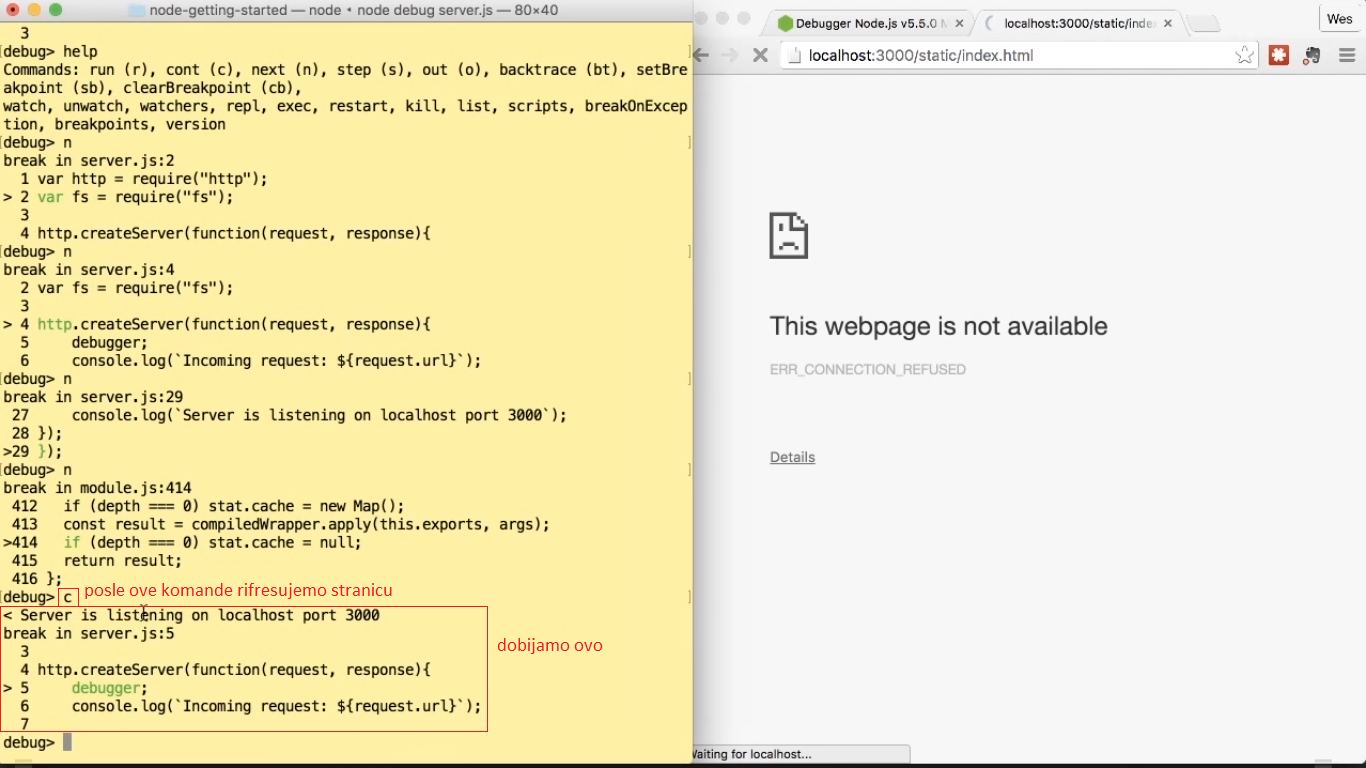 node-getting-started — node • node debug server.js — 80×40
3
[debug> help
Commands: run (r), cont (c), next (n), step (s), out (o), backtrace (bt), setBre
akpoint (sb), clearBreakpoint (cb),
watch, unwatch, watchers, repl, exec, restart, kill, list, scripts, breakOnExcep
tion, breakpoints, version
[debug> n
break in server.js:2
1 var http = require("http");
> 2 var fs = require("fs");
3
4 http.createServer(function(request, response){
[debug> n
break in server.js:4
2 var fs = require("fs");
3
> 4 http.createServer(function(request, response){
5     debugger;
6     console.log(`Incoming request: ${request.url}`);
[debug> n
break in server.js:29
27     console.log(`Server is listening on localhost port 3000`);
28 });
>29 });
[debug> n
break in module.js:414
412   if (depth === 0) stat.cache = new Map();
413   const result = compiledWrapper.apply(this.exports, args);
>414   if (depth === 0) stat.cache = null;
415   return result;
416 };
[debug> c posle ove komande rifresujemo stranicu
< Server is listening on localhost port 3000
break in server.js:5
dobijamo ovo
3
4 http.createServer(function(request, response){
> 5     debugger;
6     console.log(`Incoming request: ${request.url}`);
7
debug>
Debugger Node.js v5.5.0
localhost:3000/static/inde
Wes
localhost:3000/static/index.html
This webpage is not available
ERR_CONNECTION_REFUSED
Details
Waiting for localhost...